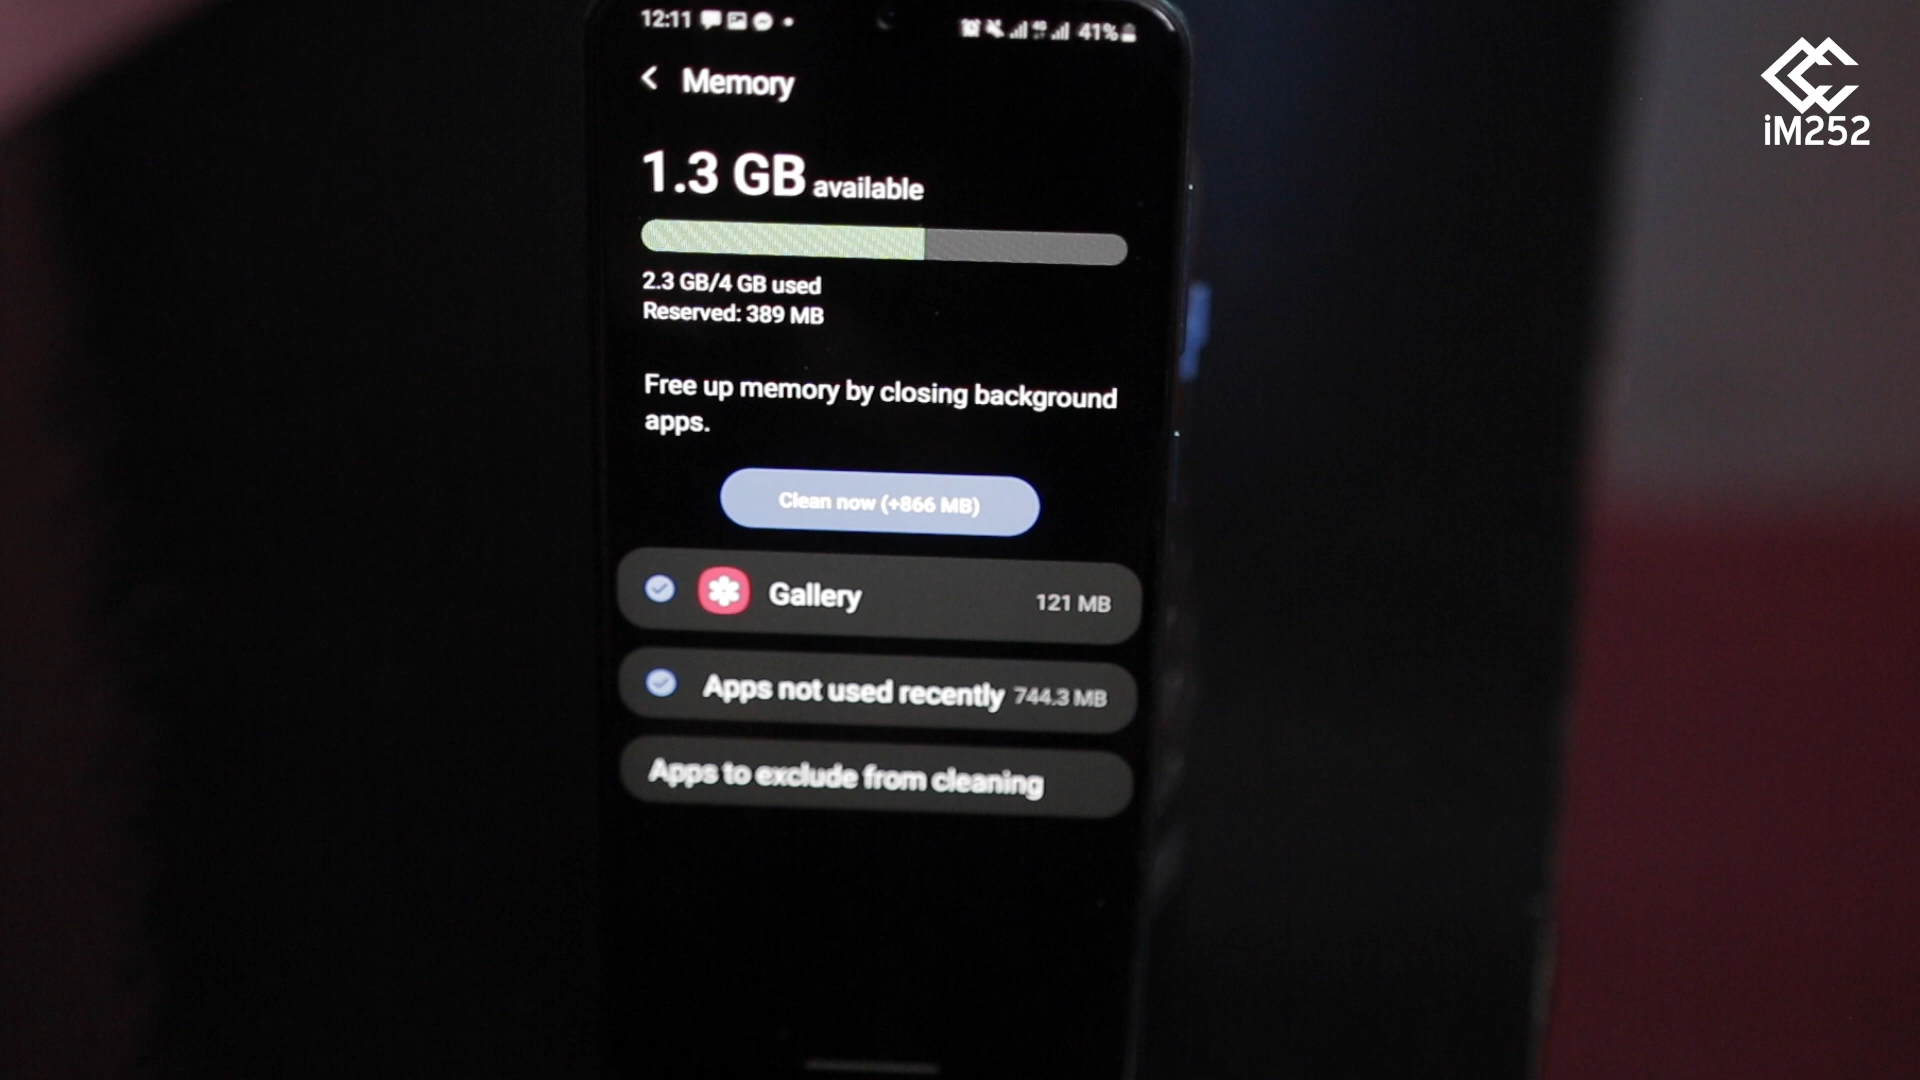 12:11
41%
iM252
Memory
1.3 GB available
2.3 GB/4 GB used
Reserved: 389 MB
Free up memory by closing background
apps.
Clean now (+866 MB)
Gallery 121 MB
Apps not used recently 744.3 MB
Apps to exclude from cleaning